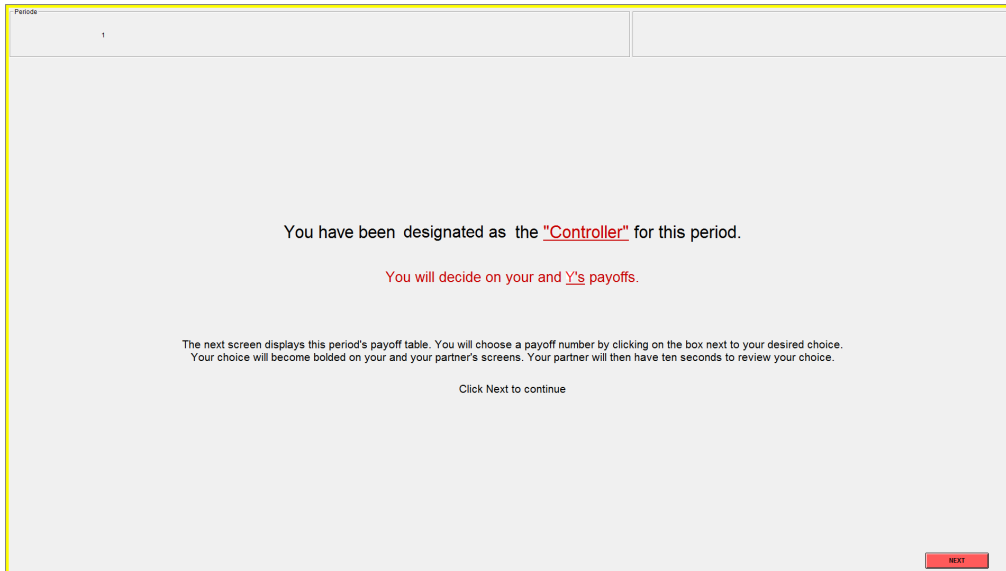 Periode
1
You have been designated as the "Controller" for this period.
You will decide on your and Y's payoffs.
The next screen displays this period's payoff table. You will choose a payoff number by clicking on the box next to your desired choice.
Your choice will become bolded on your and your partner's screens. Your partner will then have ten seconds to review your choice.
Click Next to continue
NEXT